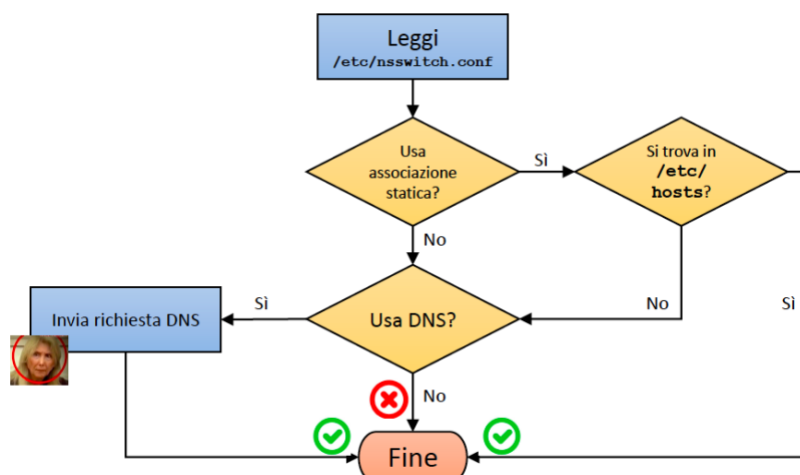 Leggi
/etc/nsswitch.conf
Usa
associazione
statica?
Sì
Si trova in
/etc/
hosts?
No
Invia richiesta DNS
Sì
Usa DNS?
No
Sì
No
Fine